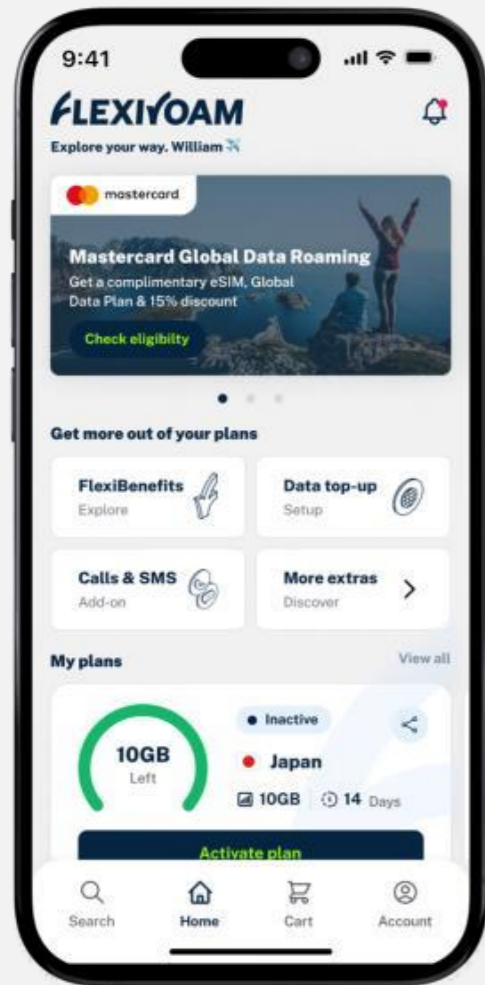 9:41
FLEXIROAM
Explore your way. William
mastercard
Mastercard Global Data Roaming
Get a complimentary eSIM, Global
Data Plan & 15% discount
Check eligibilty
Get more out of your plans
FlexiBenefits
Explore
Data top-up
Setup
Calls & SMS
Add-on
More extras
Discover
My plans
View all
10GB
Left
Inactive
Japan
10GB
14 Days
Activate plan
Search
Home
Cart
Account